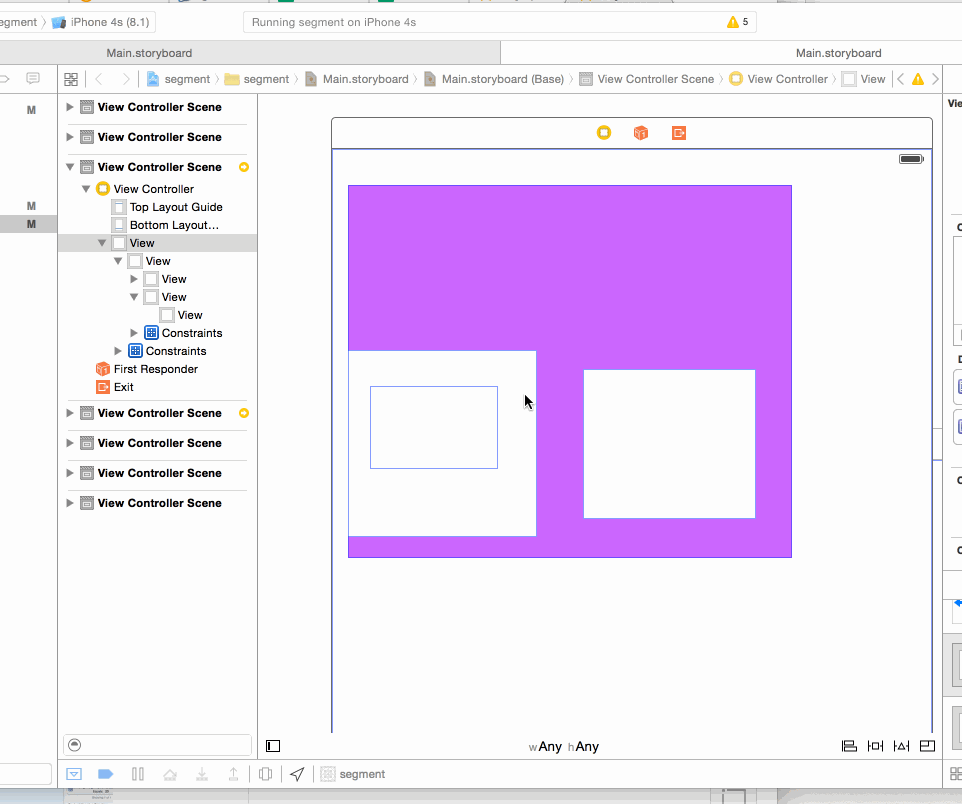 egment iPhone 4s (8.1) Running segment on iPhone 4s 5
Main.storyboard Main.storyboard
segment segment Main.storyboard Main.storyboard (Base) View Controller Scene View Controller View
View Controller Scene
M
View Controller Scene
View Controller Scene
View Controller
M Top Layout Guide
M Bottom Layout...
View
View
View
View
View
Constraints
Constraints
First Responder
Exit
View Controller Scene
View Controller Scene
View Controller Scene
View Controller Scene
wAny hAny
segment